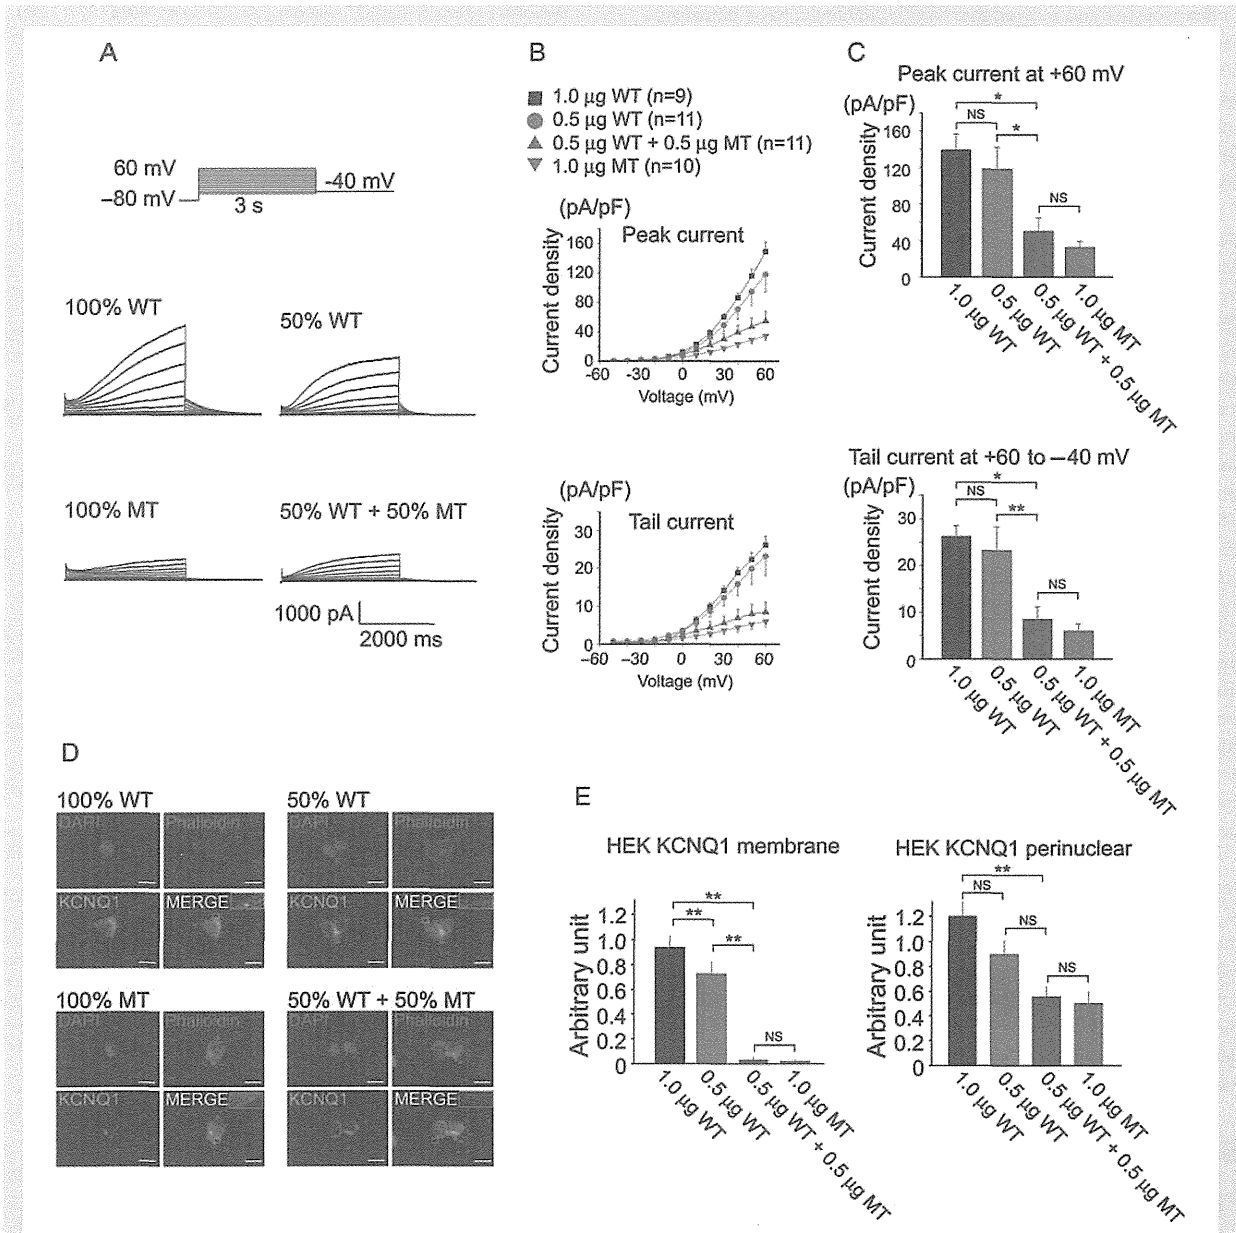 A
60 mV
−80 mV
-40 mV
3 s
100% WT
50% WT
100% MT
50% WT + 50% MT
1000 pA
2000 ms
B
1.0 µg WT (n=9)
0.5 µg WT (n=11)
0.5 µg WT + 0.5 µg MT (n=11)
1.0 µg MT (n=10)
(pA/pF)
Peak current
Current density
160
120
80
40
0
-60 -30 0 30 60
Voltage (mV)
(pA/pF)
Tail current
Current density
30
20
10
0
−60 −30 0 30 60
Voltage (mV)
C
Peak current at +60 mV
(pA/pF)
Current density
160
120
80
40
0
*
NS
*
NS
1.0 µg WT
0.5 µg WT
0.5 µg WT + 0.5 µg MT
1.0 µg MT
Tail current at +60 to −40 mV
(pA/pF)
Current density
30
20
10
0
*
NS
**
NS
1.0 µg WT
0.5 µg WT
0.5 µg WT + 0.5 µg MT
1.0 µg MT
D
100% WT
DAPI Phalloidin
KCNQ1 MERGE
50% WT
DAPI Phalloidin
KCNQ1 MERGE
100% MT
DAPI Phalloidin
KCNQ1 MERGE
50% WT + 50% MT
DAPI Phalloidin
KCNQ1 MERGE
E
HEK KCNQ1 membrane
Arbitrary unit
1.2
1.0
0.8
0.6
0.4
0.2
0
**
**
**
NS
1.0 µg WT
0.5 µg WT
0.5 µg WT + 0.5 µg MT
1.0 µg MT
HEK KCNQ1 perinuclear
Arbitrary unit
1.2
1.0
0.8
0.6
0.4
0.2
0
**
NS
NS
NS
1.0 µg WT
0.5 µg WT
0.5 µg WT + 0.5 µg MT
1.0 µg MT